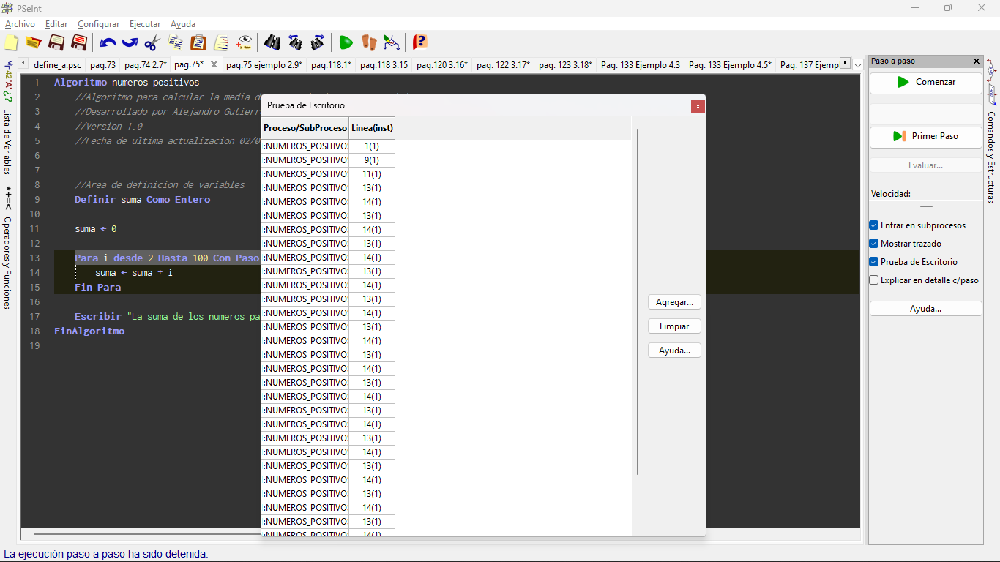 PSeInt
Archivo Editar Configurar Ejecutar Ayuda
define_a.psc pag.73 pag.74 2.7* pag.75* pag.75 ejemplo 2.9* pag.118.1* pag.118 3.15 pag.120 3.16* pag. 122 3.17* pag. 123 3.18* Pag. 133 Ejemplo 4.3 Pag. 133 Ejemplo 4.5* Pag. 137 Ejemp
Lista de Variables
Operadores y Funciones
1 Algoritmo numeros_positivos
2 //Algoritmo para calcular la media d
3 //Desarrollado por Alejandro Gutierr
4 //Version 1.0
5 //Fecha de ultima actualizacion 02/0
6
7
8 //Area de definicion de variables
9 Definir suma Como Entero
10
11 suma ← 0
12
13 Para i desde 2 Hasta 100 Con Paso
14 suma ← suma + i
15 Fin Para
16
17 Escribir "La suma de los numeros pa
18 FinAlgoritmo
19
Prueba de Escritorio
Proceso/SubProceso Linea(inst)
:NUMEROS_POSITIVO 1(1)
:NUMEROS_POSITIVO 9(1)
:NUMEROS_POSITIVO 11(1)
:NUMEROS_POSITIVO 13(1)
:NUMEROS_POSITIVO 14(1)
:NUMEROS_POSITIVO 13(1)
:NUMEROS_POSITIVO 14(1)
:NUMEROS_POSITIVO 13(1)
:NUMEROS_POSITIVO 14(1)
:NUMEROS_POSITIVO 13(1)
:NUMEROS_POSITIVO 14(1)
:NUMEROS_POSITIVO 13(1)
:NUMEROS_POSITIVO 14(1)
:NUMEROS_POSITIVO 13(1)
:NUMEROS_POSITIVO 14(1)
:NUMEROS_POSITIVO 13(1)
:NUMEROS_POSITIVO 14(1)
:NUMEROS_POSITIVO 13(1)
:NUMEROS_POSITIVO 14(1)
:NUMEROS_POSITIVO 13(1)
:NUMEROS_POSITIVO 14(1)
:NUMEROS_POSITIVO 13(1)
:NUMEROS_POSITIVO 14(1)
:NUMEROS_POSITIVO 13(1)
:NUMEROS_POSITIVO 14(1)
:NUMEROS_POSITIVO 13(1)
:NUMEROS_POSITIVO 14(1)
:NUMEROS_POSITIVO 13(1)
:NUMEROS_POSITIVO 14(1)
Agregar...
Limpiar
Ayuda...
Paso a paso
Comenzar
Primer Paso
Evaluar...
Velocidad:
Entrar en subprocesos
Mostrar trazado
Prueba de Escritorio
Explicar en detalle c/paso
Ayuda...
Comandos y Estructuras
La ejecución paso a paso ha sido detenida.